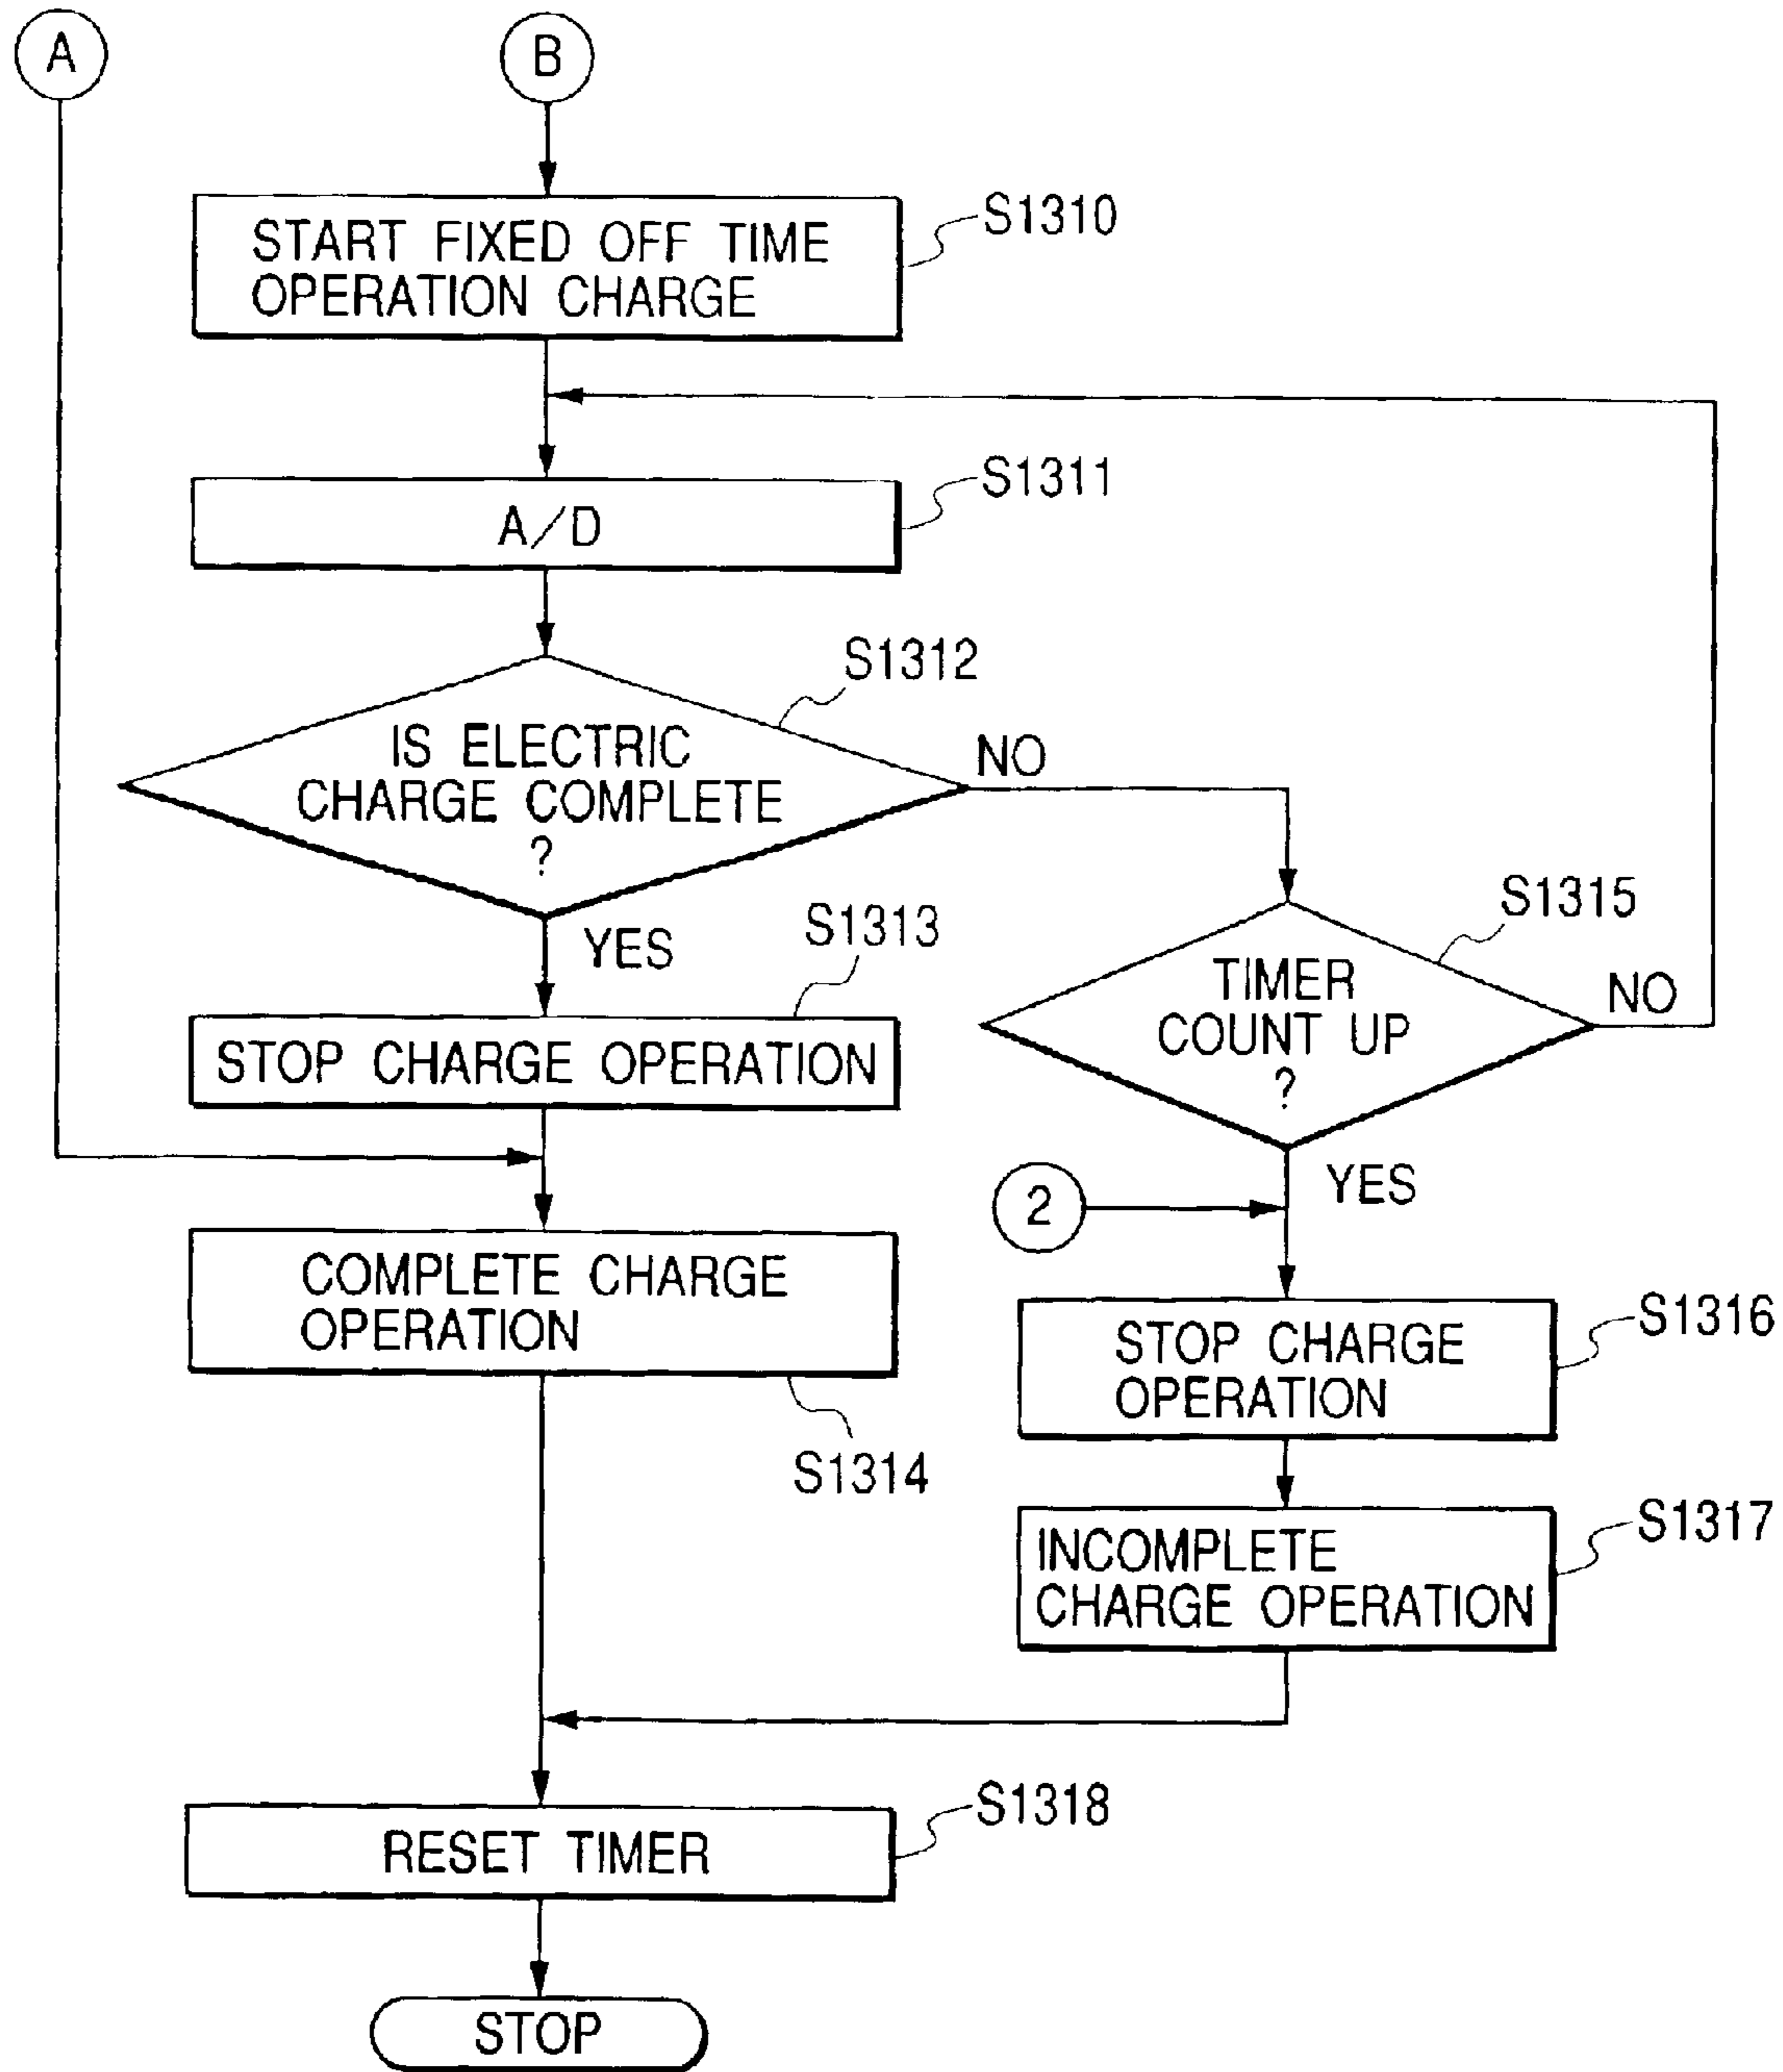 A
B
START FIXED OFF TIME
OPERATION CHARGE
S1310
S1311
A/D
S1312
IS ELECTRIC
CHARGE COMPLETE
?
NO
YES
S1313
S1315
TIMER
COUNT UP
?
NO
STOP CHARGE OPERATION
YES
2
COMPLETE CHARGE
OPERATION
S1314
S1316
STOP CHARGE
OPERATION
S1317
INCOMPLETE
CHARGE OPERATION
S1318
RESET TIMER
STOP